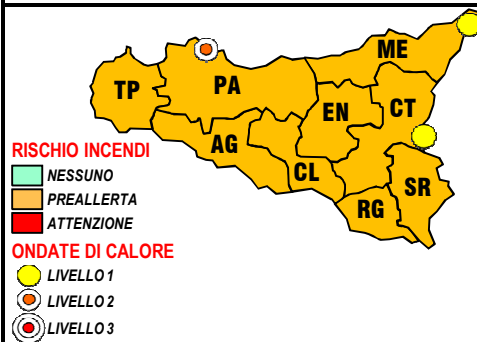 ME
TP
PA
EN
CT
AG
CL
SR
RG
RISCHIO INCENDI
NESSUNO
PREALLERTA
ATTENZIONE
ONDATE DI CALORE
LIVELLO 1
LIVELLO 2
LIVELLO 3